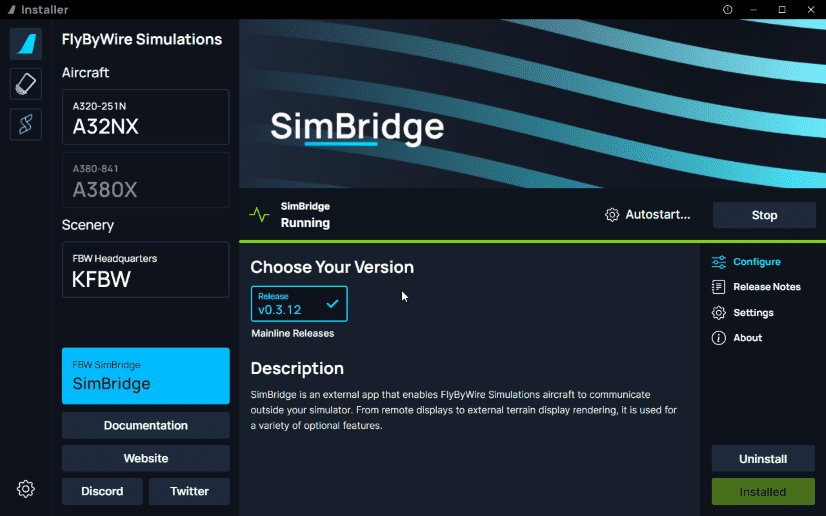 Installer
FlyByWire Simulations
Aircraft
A320-251N
A32NX
A380-841
A380X
Scenery
FBW Headquarters
KFBW
FBW SimBridge
SimBridge
Documentation
Website
Discord
Twitter
SimBridge
SimBridge
Running
Autostart...
Stop
Choose Your Version
Release
v0.3.12
Mainline Releases
Description
SimBridge is an external app that enables FlyByWire Simulations aircraft to communicate
outside your simulator. From remote displays to external terrain display rendering, it is used for
a variety of optional features.
Configure
Release Notes
Settings
About
Uninstall
Installed